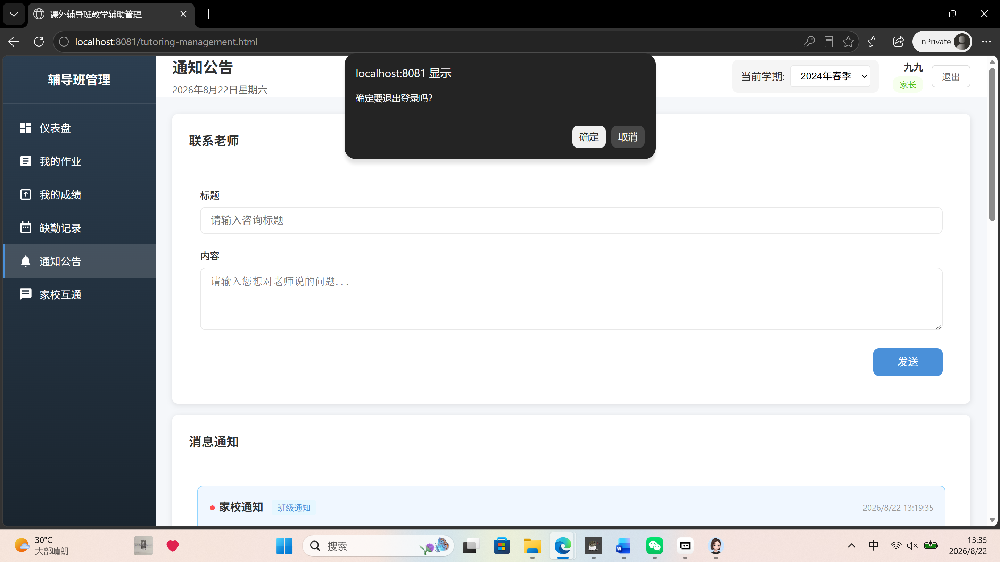 课外辅导班教学辅助管理
localhost:8081/tutoring-management.html
InPrivate
辅导班管理
仪表盘
我的作业
我的成绩
缺勤记录
通知公告
家校互通
通知公告
2026年8月22日星期六
当前学期:
2024年春季
九九
家长
退出
localhost:8081 显示
确定要退出登录吗?
确定
取消
联系老师
标题
请输入咨询标题
内容
请输入您想对老师说的问题...
发送
消息通知
家校通知
班级通知
2026/8/22 13:19:35
30°C
大部晴朗
搜索
中
13:35
2026/8/22